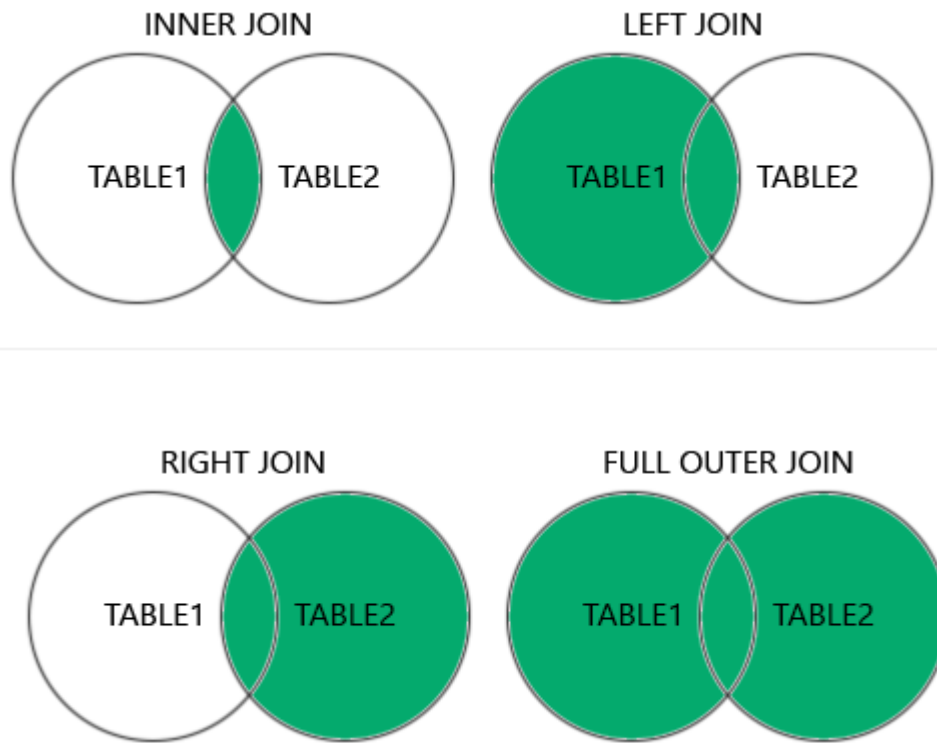 INNER JOIN
LEFT JOIN
TABLE1
TABLE2
TABLE1
TABLE2
RIGHT JOIN
FULL OUTER JOIN
TABLE1
TABLE2
TABLE1
TABLE2